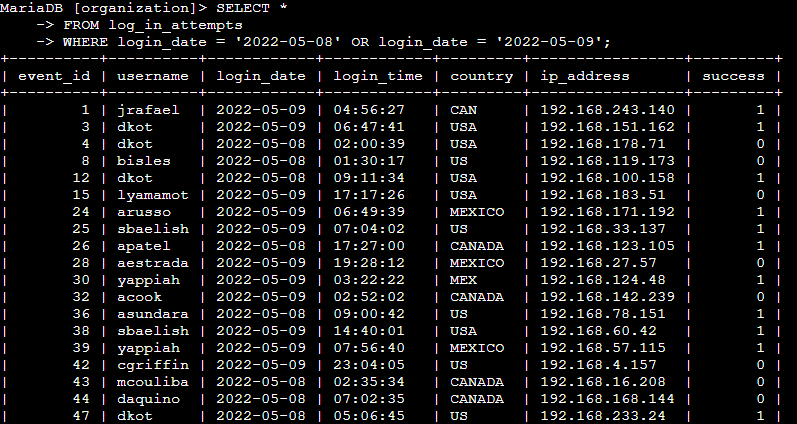 MariaDB [organization]> SELECT *
    -> FROM log_in_attempts
    -> WHERE login_date = '2022-05-08' OR login_date = '2022-05-09';
+----------+----------+------------+------------+---------+-----------------+---------+
| event_id | username | login_date | login_time | country | ip_address      | success |
+----------+----------+------------+------------+---------+-----------------+---------+
|        1 | jrafael  | 2022-05-09 | 04:56:27   | CAN     | 192.168.243.140 |       1 |
|        3 | dkot     | 2022-05-09 | 06:47:41   | USA     | 192.168.151.162 |       1 |
|        4 | dkot     | 2022-05-08 | 02:00:39   | USA     | 192.168.178.71  |       0 |
|        8 | bisles   | 2022-05-08 | 01:30:17   | US      | 192.168.119.173 |       0 |
|       12 | dkot     | 2022-05-08 | 09:11:34   | USA     | 192.168.100.158 |       1 |
|       15 | lyamamot | 2022-05-09 | 17:17:26   | USA     | 192.168.183.51  |       0 |
|       24 | arusso   | 2022-05-09 | 06:49:39   | MEXICO  | 192.168.171.192 |       1 |
|       25 | sbaelish | 2022-05-09 | 07:04:02   | US      | 192.168.33.137  |       1 |
|       26 | apatel   | 2022-05-08 | 17:27:00   | CANADA  | 192.168.123.105 |       1 |
|       28 | aestrada | 2022-05-09 | 19:28:12   | MEXICO  | 192.168.27.57   |       0 |
|       30 | yappiah  | 2022-05-09 | 03:22:22   | MEX     | 192.168.124.48  |       1 |
|       32 | acook    | 2022-05-09 | 02:52:02   | CANADA  | 192.168.142.239 |       0 |
|       36 | asundara | 2022-05-08 | 09:00:42   | US      | 192.168.78.151  |       1 |
|       38 | sbaelish | 2022-05-09 | 14:40:01   | USA     | 192.168.60.42   |       1 |
|       39 | yappiah  | 2022-05-09 | 07:56:40   | MEXICO  | 192.168.57.115  |       1 |
|       42 | cgriffin | 2022-05-09 | 23:04:05   | US      | 192.168.4.157   |       0 |
|       43 | mcouliba | 2022-05-08 | 02:35:34   | CANADA  | 192.168.16.208  |       0 |
|       44 | daquino  | 2022-05-08 | 07:02:35   | CANADA  | 192.168.168.144 |       0 |
|       47 | dkot     | 2022-05-08 | 05:06:45   | US      | 192.168.233.24  |       1 |